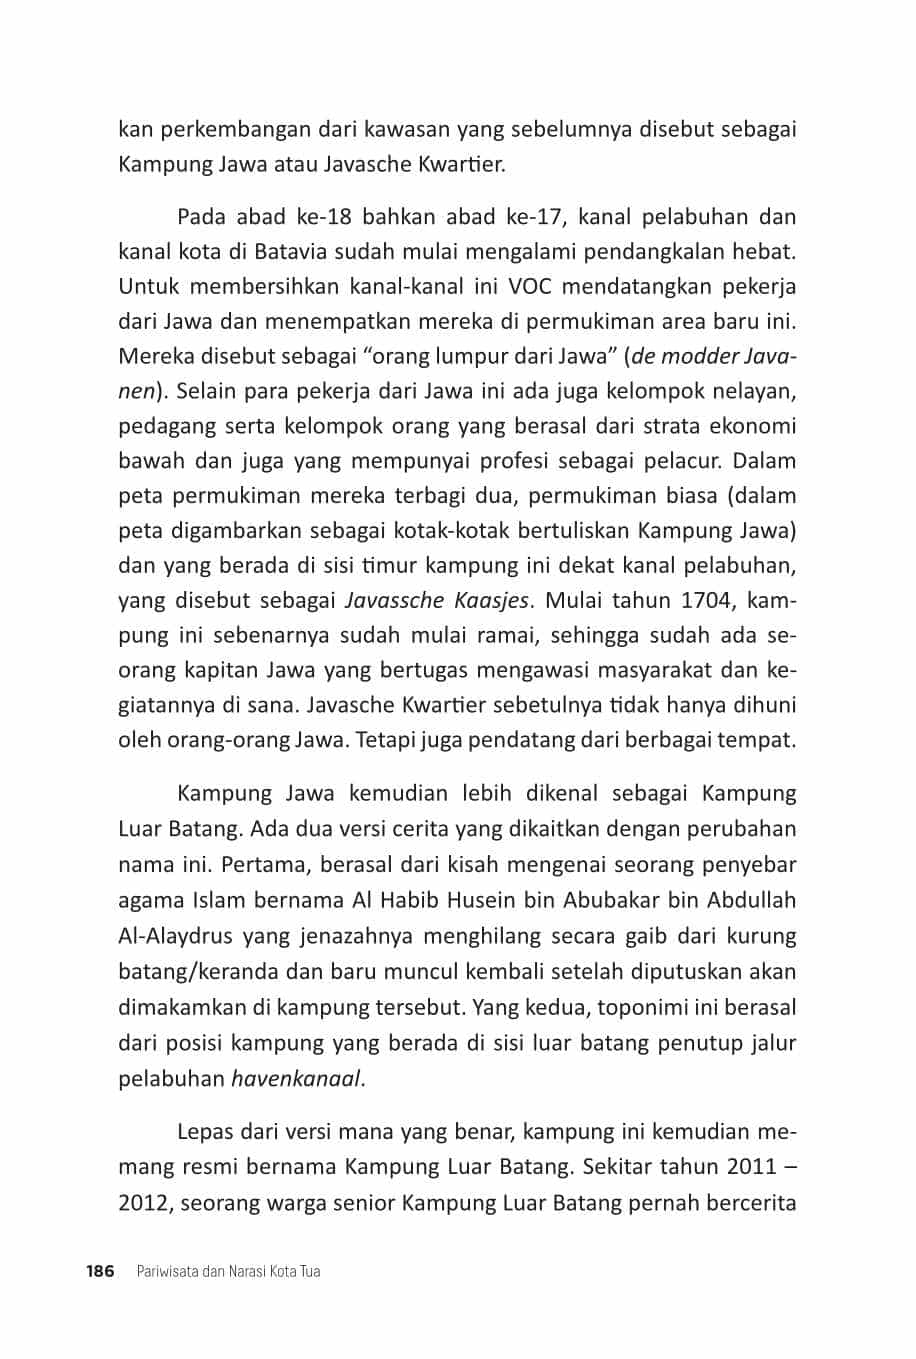 kan perkembangan dari kawasan yang sebelumnya disebut sebagai
Kampung Jawa atau Javasche Kwartier.
Pada abad ke-18 bahkan abad ke-17, kanal pelabuhan dan
kanal kota di Batavia sudah mulai mengalami pendangkalan hebat.
Untuk membersihkan kanal-kanal ini VOC mendatangkan pekerja
dari Jawa dan menempatkan mereka di permukiman area baru ini.
Mereka disebut sebagai “orang lumpur dari Jawa” (de modder Java-
nen). Selain para pekerja dari Jawa ini ada juga kelompok nelayan,
pedagang serta kelompok orang yang berasal dari strata ekonomi
bawah dan juga yang mempunyai profesi sebagai pelacur. Dalam
peta permukiman mereka terbagi dua, permukiman biasa (dalam
peta digambarkan sebagai kotak-kotak bertuliskan Kampung Jawa)
dan yang berada di sisi timur kampung ini dekat kanal pelabuhan,
yang disebut sebagai Javassche Kaasjes. Mulai tahun 1704, kam-
pung ini sebenarnya sudah mulai ramai, sehingga sudah ada se-
orang kapitan Jawa yang bertugas mengawasi masyarakat dan ke-
giatannya di sana. Javasche Kwartier sebetulnya tidak hanya dihuni
oleh orang-orang Jawa. Tetapi juga pendatang dari berbagai tempat.
Kampung Jawa kemudian lebih dikenal sebagai Kampung
Luar Batang. Ada dua versi cerita yang dikaitkan dengan perubahan
nama ini. Pertama, berasal dari kisah mengenai seorang penyebar
agama Islam bernama Al Habib Husein bin Abubakar bin Abdullah
Al-Alaydrus yang jenazahnya menghilang secara gaib dari kurung
batang/keranda dan baru muncul kembali setelah diputuskan akan
dimakamkan di kampung tersebut. Yang kedua, toponimi ini berasal
dari posisi kampung yang berada di sisi luar batang penutup jalur
pelabuhan havenkanaal.
Lepas dari versi mana yang benar, kampung ini kemudian me-
mang resmi bernama Kampung Luar Batang. Sekitar tahun 2011 –
2012, seorang warga senior Kampung Luar Batang pernah bercerita
186 Pariwisata dan Narasi Kota Tua